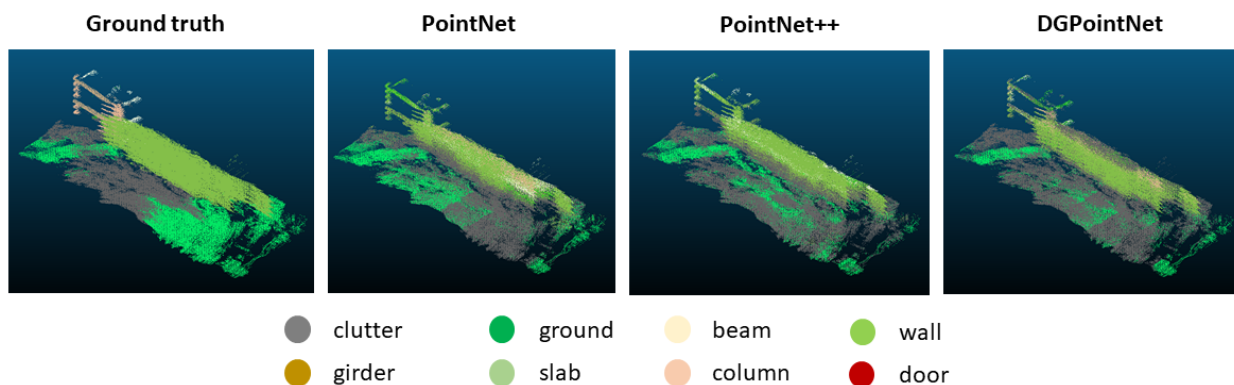 Ground truth PointNet PointNet++ DGPointNet
clutter ground beam wall
girder slab column door